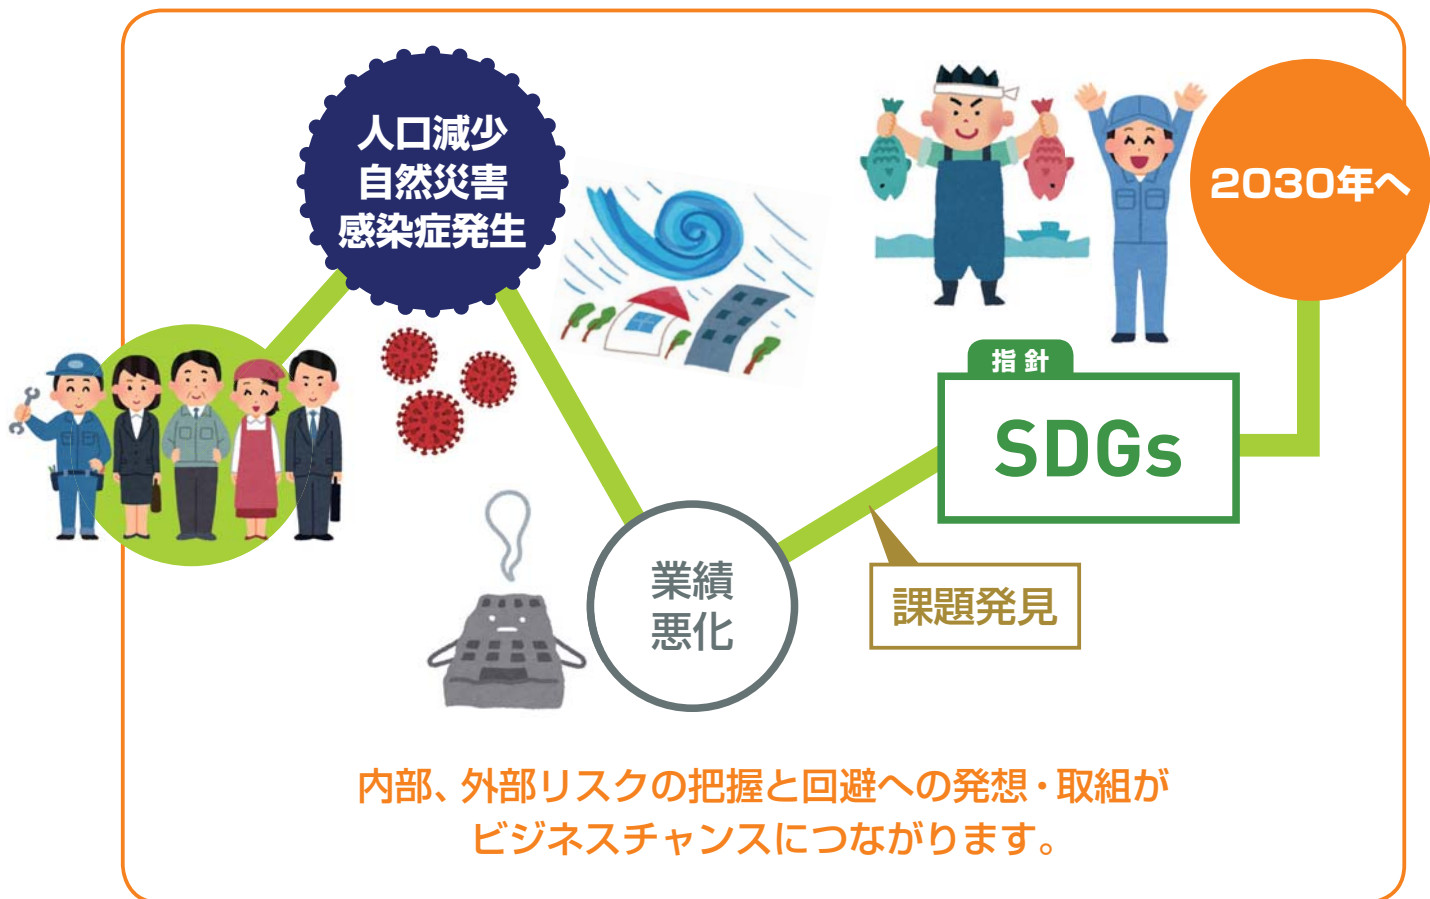 人口減少
自然災害
感染症発生
2030年へ
指針
SDGs
業績
悪化
課題発見
内部、外部リスクの把握と回避への発想・取組が
ビジネスチャンスにつながります。